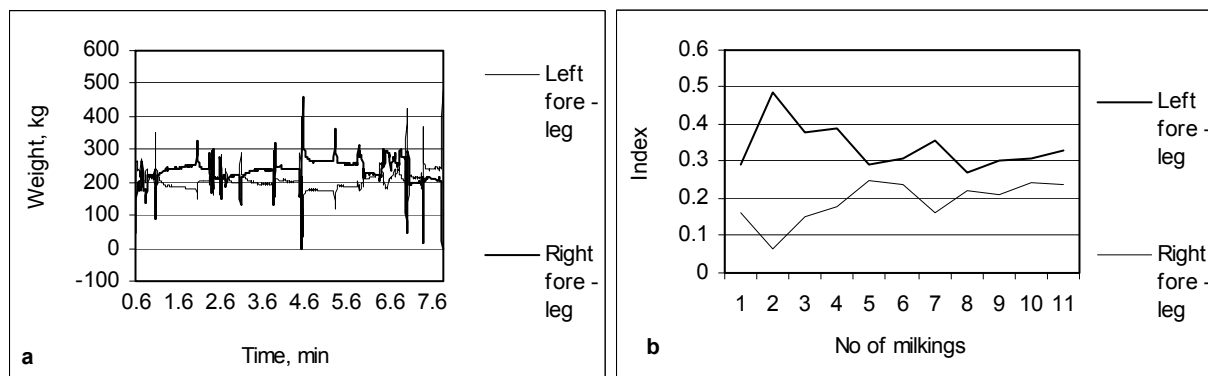 600
500
400
300
200
100
0
-100
Weight, kg
0.6 1.6 2.6 3.6 4.6 5.6 6.6 7.6
Time, min
Left
fore -
leg
Right
fore -
leg
a
0.6
0.5
0.4
0.3
0.2
0.1
0
Index
1 2 3 4 5 6 7 8 9 10 11
No of milkings
Left
fore -
leg
Right
fore -
leg
b